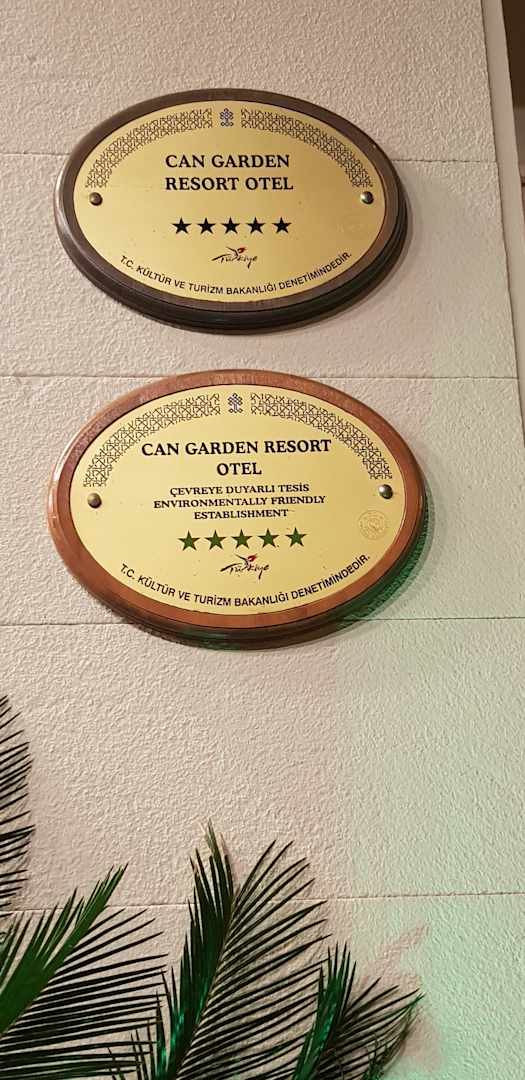 CAN GARDEN
RESORT OTEL
★★★★★
Türkiye
T.C. KÜLTÜR VE TURİZM BAKANLIĞI DENETİMİNDEDİR.
CAN GARDEN RESORT
OTEL
ÇEVREYE DUYARLI TESİS
ENVIRONMENTALLY FRIENDLY
ESTABLISHMENT
★★★★★
Türkiye
T.C. KÜLTÜR VE TURİZM BAKANLIĞI DENETİMİNDEDİR.